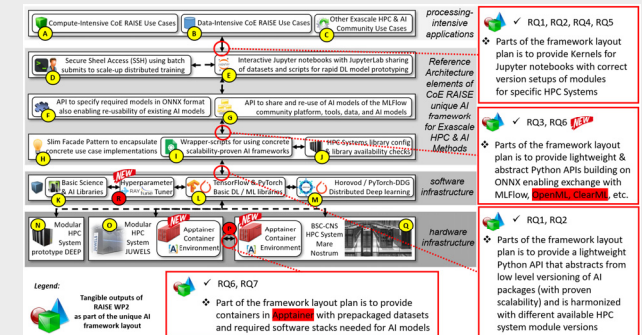 Compute-Intensive CoE RAISE Use Cases
Data-Intensive CoE RAISE Use Cases
Other Exascale HPC & AI
Community Use Cases
A
B
C
processing-
intensive
applications
Secure Sheel Access (SSH) using batch
submits to scale-up distributed training
D
Interactive Jupyter notebooks with JupyterLab sharing
of datasets and scripts for rapid DL model prototyping
E
API to specify required models in ONNX format
also enabling re-usability of existing AI models
F
API to share and re-use of AI models of the MLFlow
community platform, tools, data, and AI models
G
Slim Facade Pattern to encapsulate
concrete use case implementations
H
Wrapper-scripts for using concrete
scalability-proven AI frameworks
I
HPC Systems library config
& library availability checks
J
Reference
Architecture
elements of
CoE RAISE
unique AI
framework
for Exascale
HPC & AI
Methods
Basic Science
& AI Libraries
K
NEW
Hyperparameter
RAY tune Tuner
R
TensorFlow & PyTorch
Basic DL / ML libraries
L
Horovod / PyTorch-DDG
Distributed Deep learning
M
software
infrastructure
N
Modular
HPC
System
prototype DEEP
O
Modular
HPC
System
JUWELS
NEW
Apptainer
Container
Environment
P
NEW
Apptainer
Container
Environment
BSC-CNS
HPC System
Mare
Nostrum
Q
hardware
infrastructure
Legend:
Tangible outputs of
RAISE WP2
as part of the unique AI
framework layout
✓ RQ6, RQ7
❖ Part of the framework layout plan is to provide
containers in Apptainer with prepackaged datasets
and required software stacks needed for AI models
✓ RQ1, RQ2, RQ4, RQ5
❖ Parts of the framework layout
plan is to provide Kernels for
Jupyter notebooks with correct
version setups of modules
for specific HPC Systems
✓ RQ3, RQ6 NEW
❖ Parts of the framework layout
plan is to provide lightweight &
abstract Python APIs building on
ONNX enabling exchange with
MLFlow, OpenML, ClearML, etc.
✓ RQ1, RQ2
❖ Parts of the framework layout
plan is to provide a lightweight
Python API that abstracts from
low level versioning of AI
packages (with proven
scalability) and is harmonized
with different available HPC
system module versions